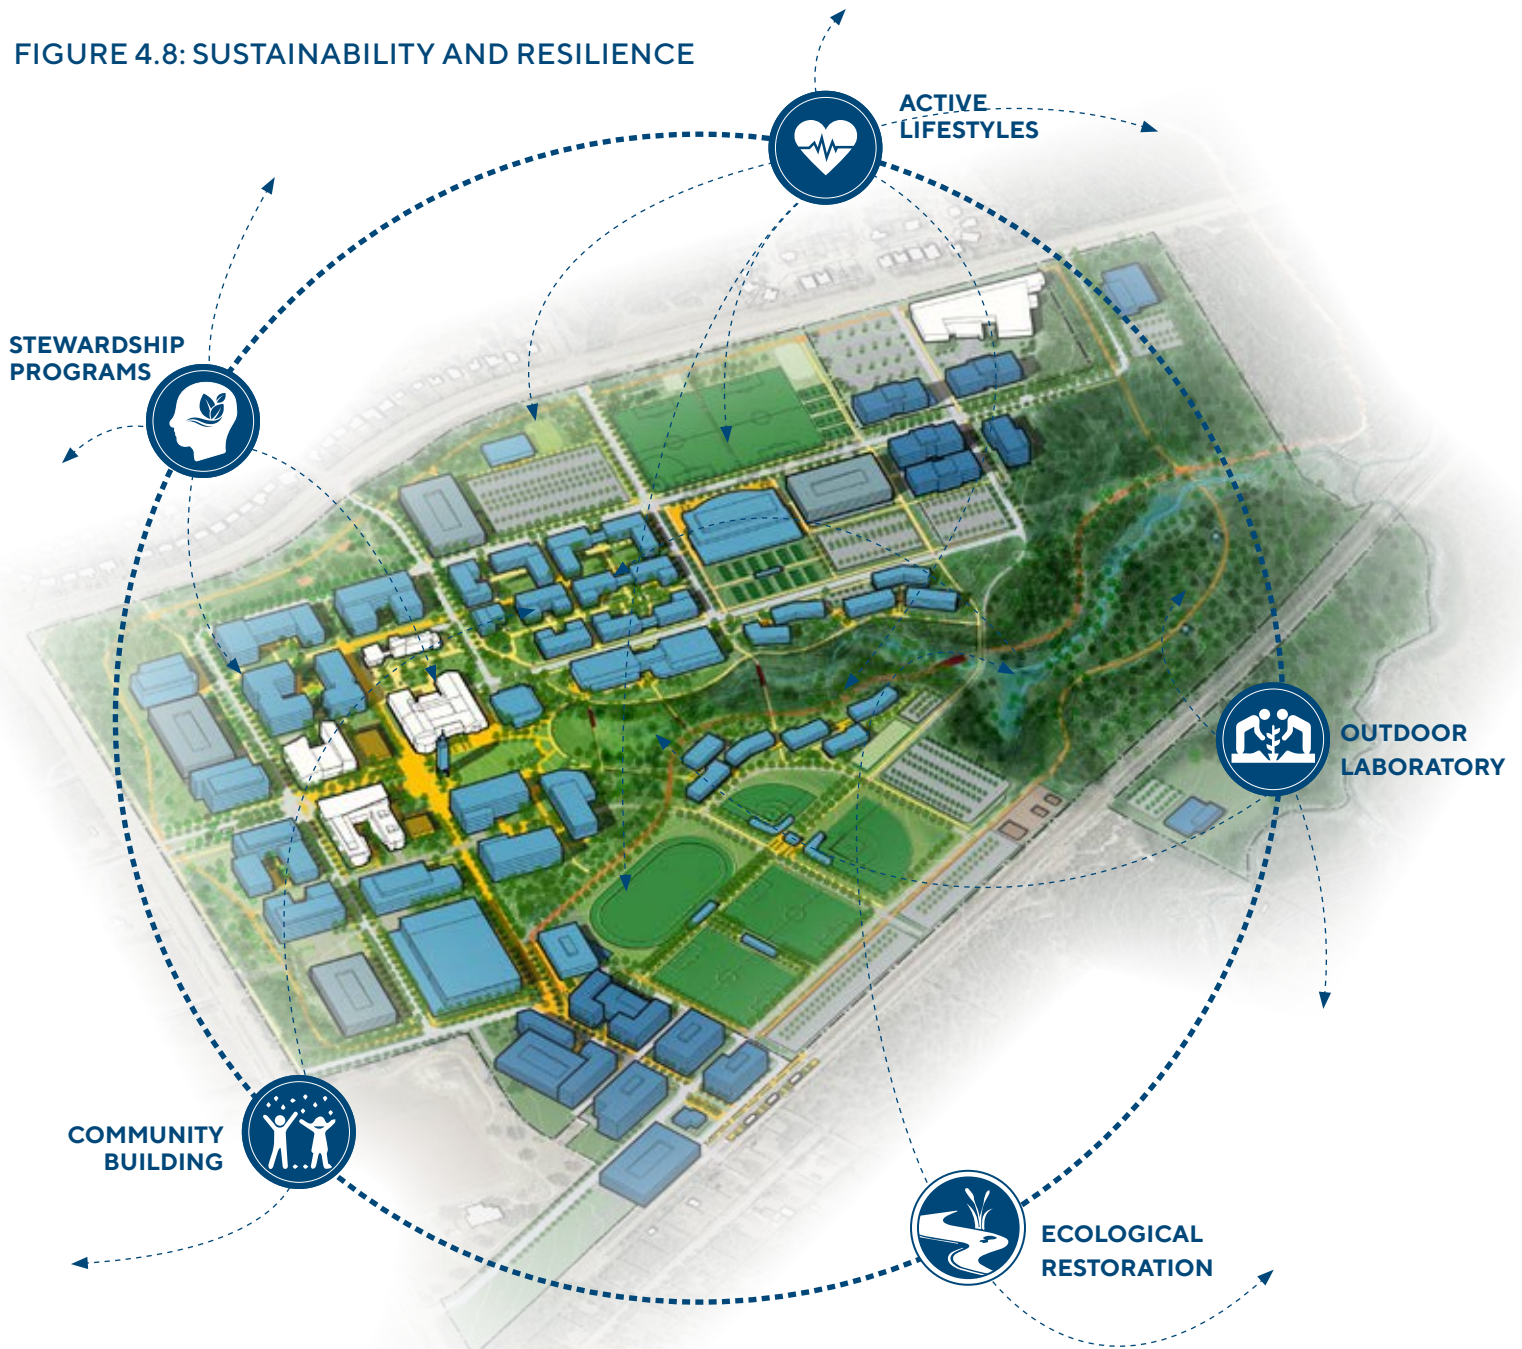 FIGURE 4.8: SUSTAINABILITY AND RESILIENCE
ACTIVE
LIFESTYLES
STEWARDSHIP
PROGRAMS
OUTDOOR
LABORATORY
COMMUNITY
BUILDING
ECOLOGICAL
RESTORATION